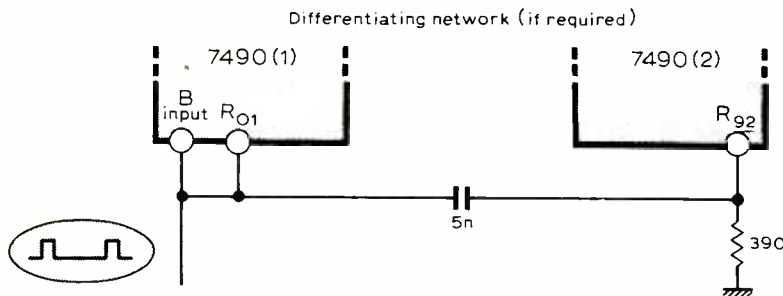 Differentiating network (if required)
7490(1)
7490(2)
B
input
R01
R92
5n
390